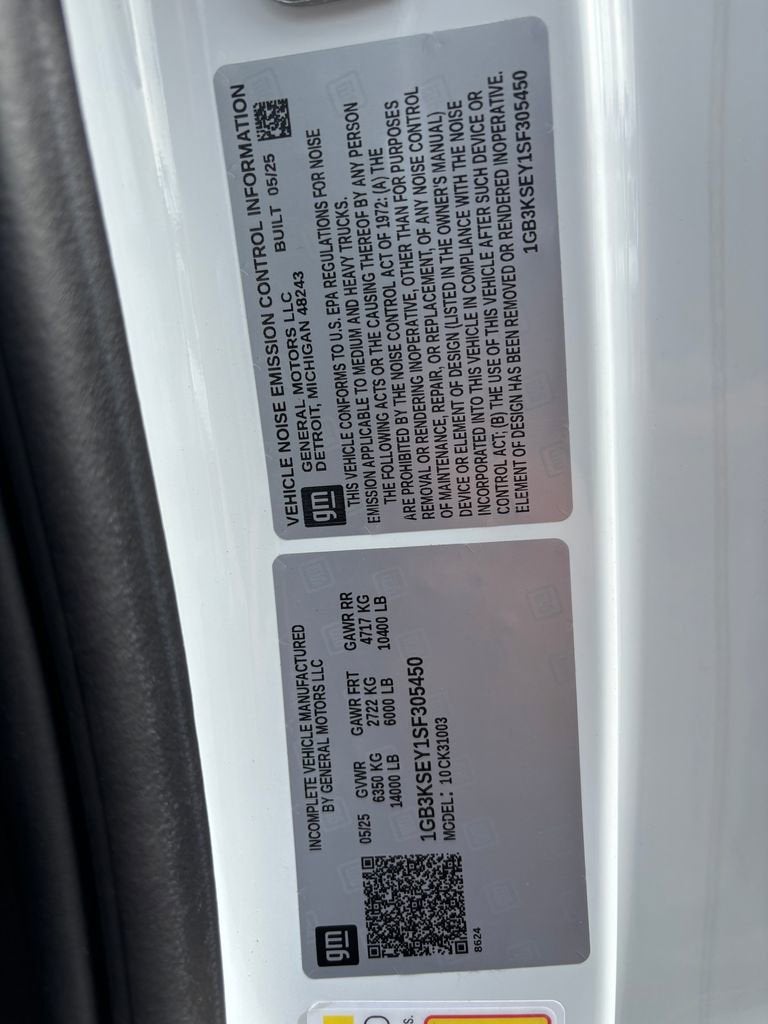 VEHICLE NOISE EMISSION CONTROL INFORMATION
gm
GENERAL MOTORS LLC BUILT 05/25
DETROIT, MICHIGAN 48243
THIS VEHICLE CONFORMS TO U.S. EPA REGULATIONS FOR NOISE
EMISSION APPLICABLE TO MEDIUM AND HEAVY TRUCKS.
THE FOLLOWING ACTS OR THE CAUSING THEREOF BY ANY PERSON
ARE PROHIBITED BY THE NOISE CONTROL ACT OF 1972: (A) THE
REMOVAL OR RENDERING INOPERATIVE, OTHER THAN FOR PURPOSES
OF MAINTENANCE, REPAIR, OR REPLACEMENT, OF ANY NOISE CONTROL
DEVICE OR ELEMENT OF DESIGN (LISTED IN THE OWNER'S MANUAL)
INCORPORATED INTO THIS VEHICLE IN COMPLIANCE WITH THE NOISE
CONTROL ACT; (B) THE USE OF THIS VEHICLE AFTER SUCH DEVICE OR
ELEMENT OF DESIGN HAS BEEN REMOVED OR RENDERED INOPERATIVE.
1GB3KSEY1SF305450
gm
INCOMPLETE VEHICLE MANUFACTURED
BY GENERAL MOTORS LLC
05/25 GVWR GAWR FRT GAWR RR
6350 KG 2722 KG 4717 KG
14000 LB 6000 LB 10400 LB
1GB3KSEY1SF305450
MODEL: 10CK31003
8624